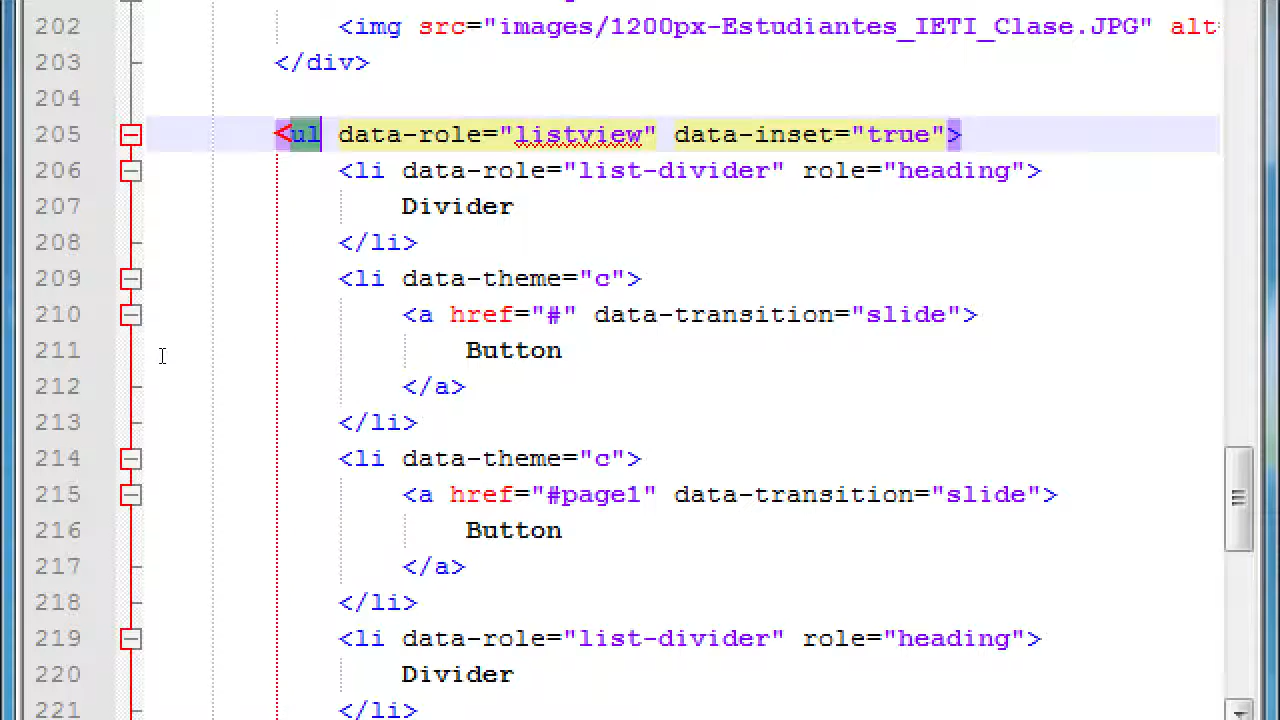 202 <img src="images/1200px-Estudiantes_IETI_Clase.JPG" alt
203 </div>
204
205 <ul data-role="listview" data-inset="true">
206 <li data-role="list-divider" role="heading">
207 Divider
208 </li>
209 <li data-theme="c">
210 <a href="#" data-transition="slide">
211 Button
212 </a>
213 </li>
214 <li data-theme="c">
215 <a href="#page1" data-transition="slide">
216 Button
217 </a>
218 </li>
219 <li data-role="list-divider" role="heading">
220 Divider
221 </li>